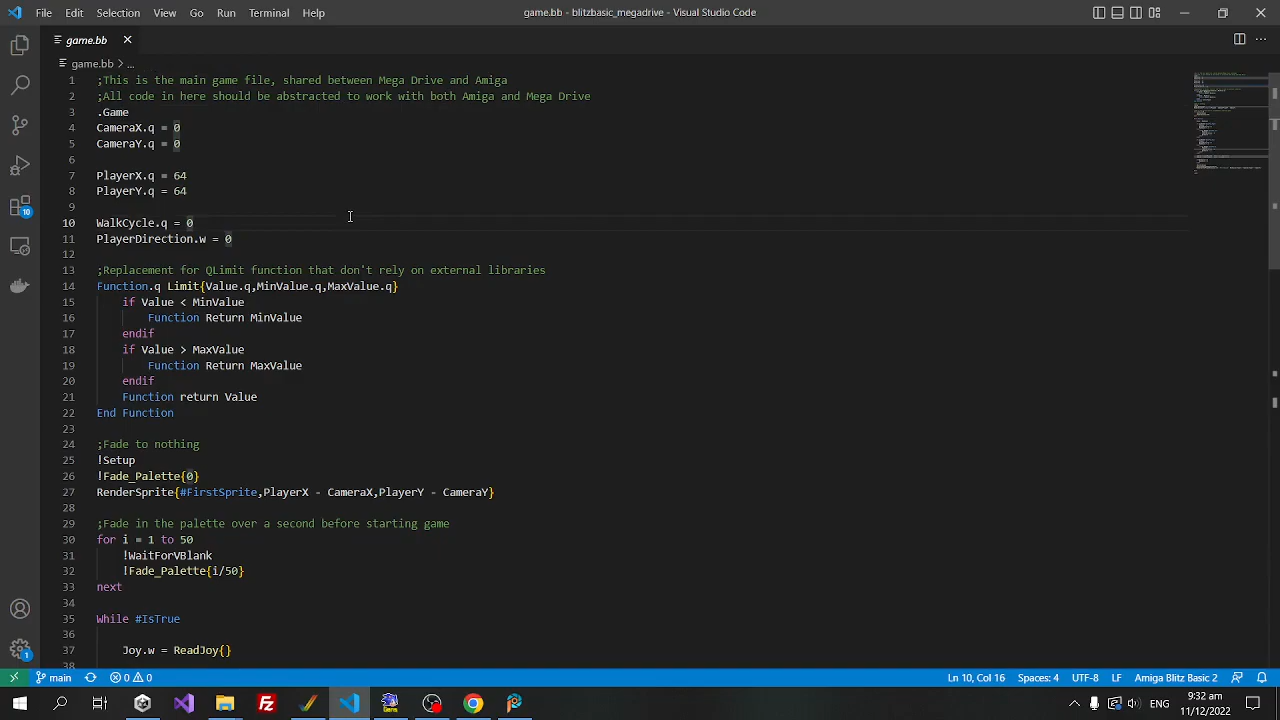 File Edit Selection View Go Run Terminal Help
game.bb - blitzbasic_megadrive - Visual Studio Code
game.bb
game.bb > ...
1 ;This is the main game file, shared between Mega Drive and Amiga
2 ;All code in here should be abstracted to work with both Amiga and Mega Drive
3 .Game
4 CameraX.q = 0
5 CameraY.q = 0
6
7 PlayerX.q = 64
8 PlayerY.q = 64
9
10 WalkCycle.q = 0
11 PlayerDirection.w = 0
12
13 ;Replacement for QLimit function that don't rely on external libraries
14 Function.q Limit{Value.q,MinValue.q,MaxValue.q}
15 if Value < MinValue
16 Function Return MinValue
17 endif
18 if Value > MaxValue
19 Function Return MaxValue
20 endif
21 Function return Value
22 End Function
23
24 ;Fade to nothing
25 !Setup
26 !Fade_Palette{0}
27 RenderSprite{#FirstSprite,PlayerX - CameraX,PlayerY - CameraY}
28
29 ;Fade in the palette over a second before starting game
30 for i = 1 to 50
31 !WaitForVBlank
32 !Fade_Palette{i/50}
33 next
34
35 While #IsTrue
36
37 Joy.w = ReadJoy{}
38
10
1
main 0 0 Ln 10, Col 16 Spaces: 4 UTF-8 LF Amiga Blitz Basic 2
ENG
9:32 am
11/12/2022